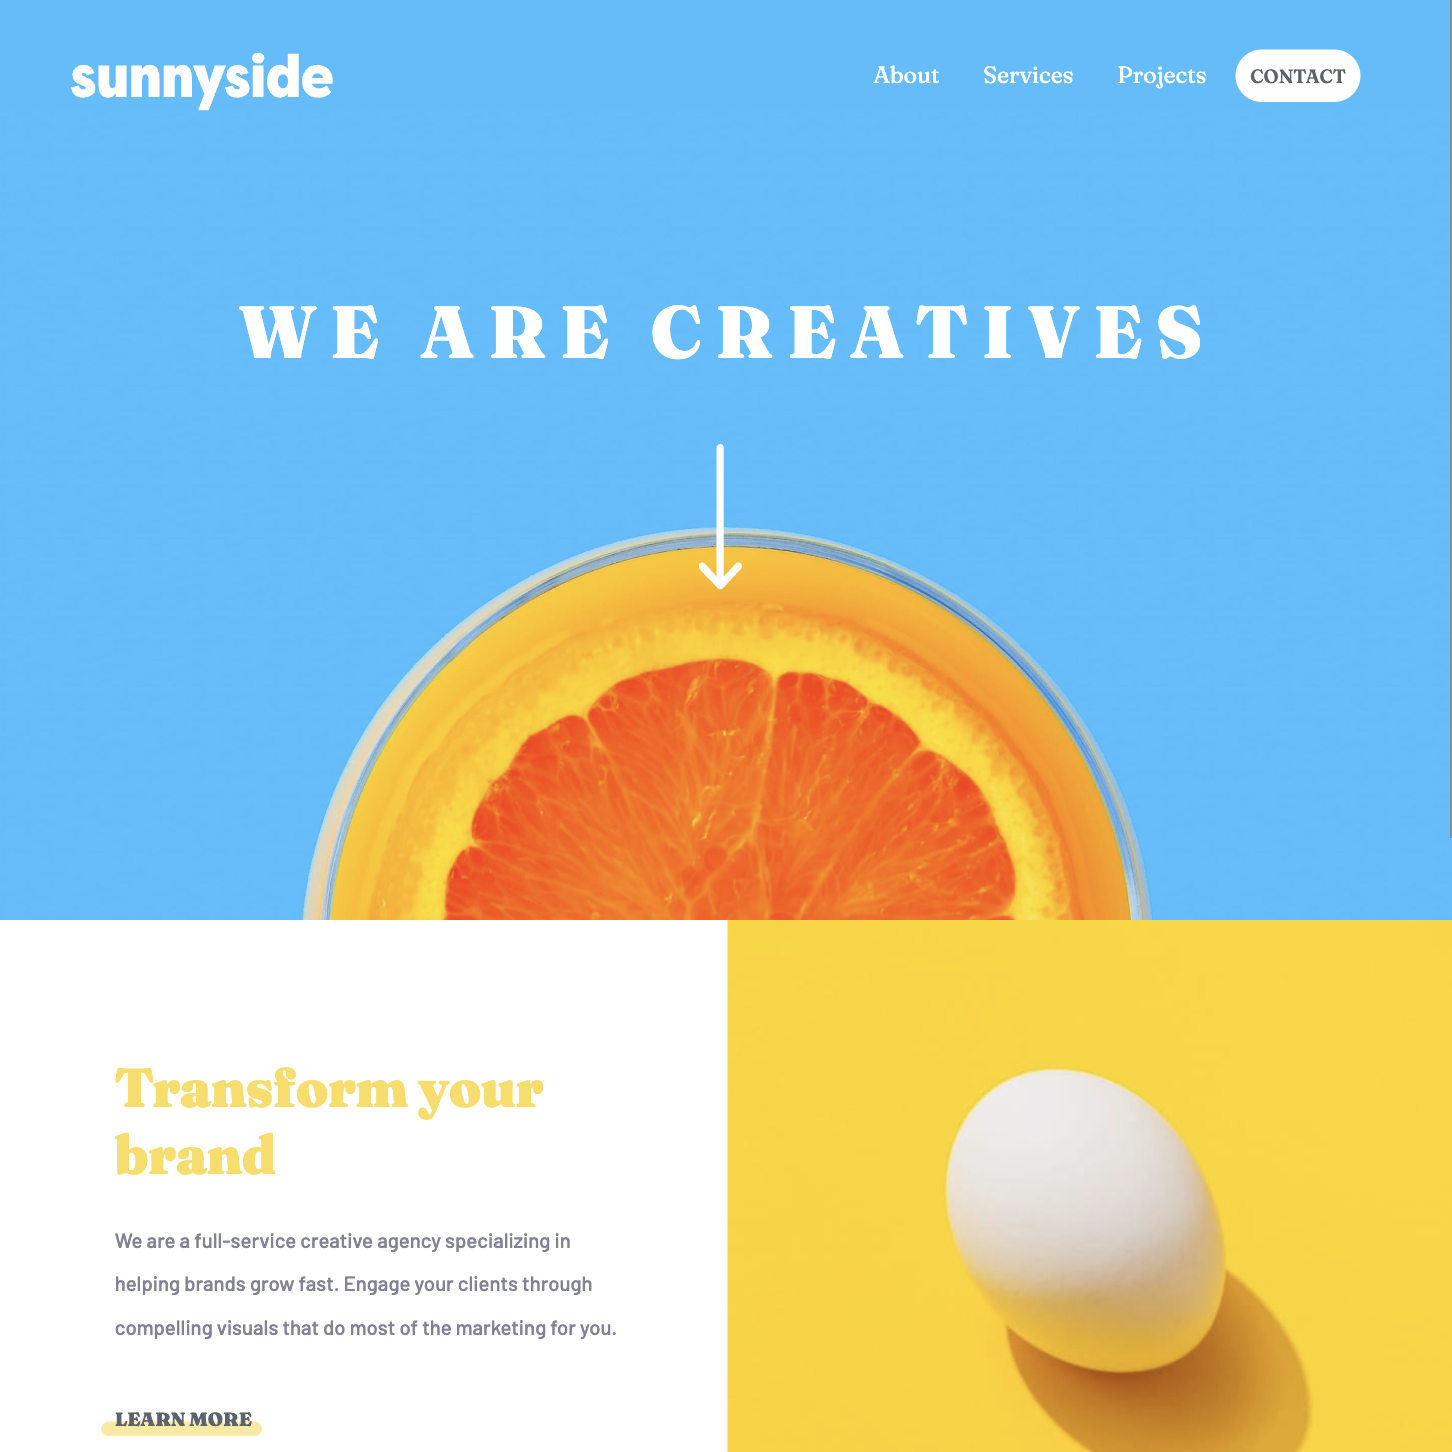 sunnyside
About Services Projects CONTACT
WE ARE CREATIVES
Transform your
brand
We are a full-service creative agency specializing in
helping brands grow fast. Engage your clients through
compelling visuals that do most of the marketing for you.
LEARN MORE